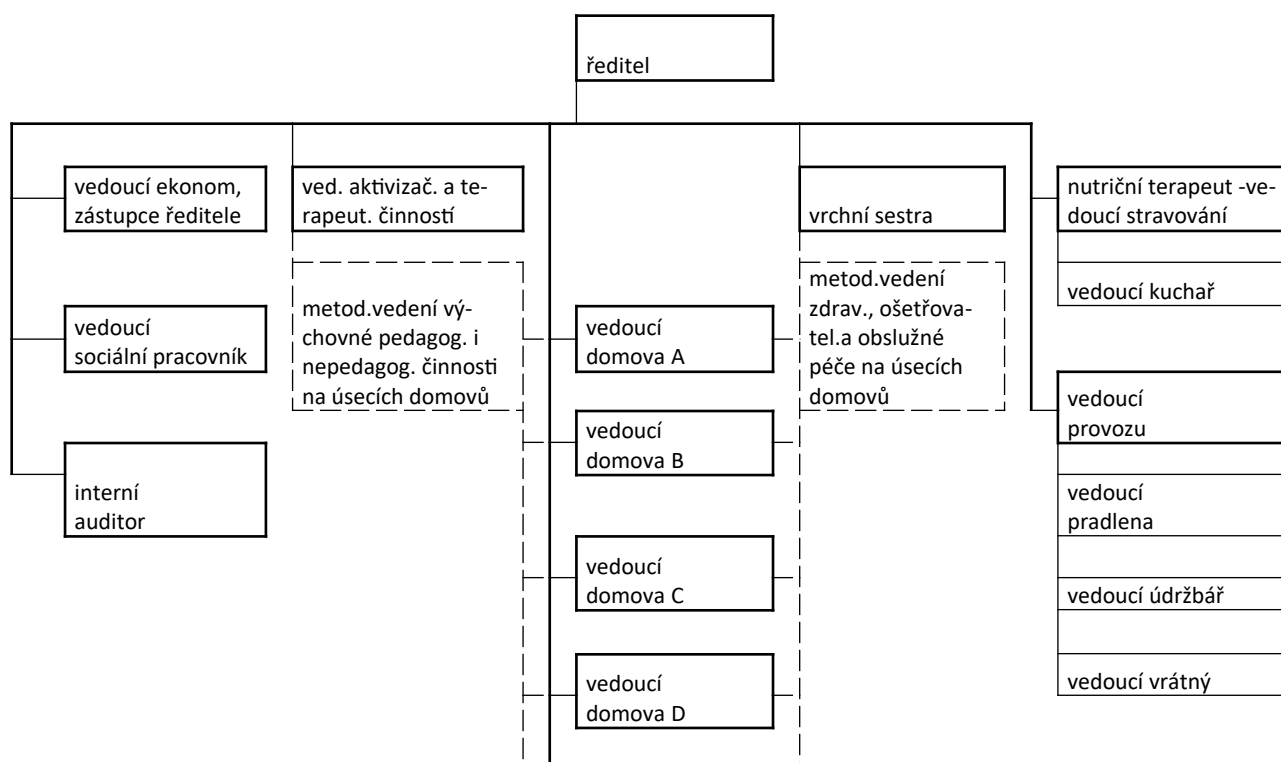 ředitel
vedoucí ekonom,
zástupce ředitele
ved. aktivizač. a te-
rapeut. činností
vrchní sestra
nutriční terapeut -ve-
doucí stravování
metod.vedení vý-
chovné pedagog. i
nepedagog. činnosti
na úsecích domovů
metod.vedení
zdrav., ošetřova-
tel.a obslužné
péče na úsecích
domovů
vedoucí kuchař
vedoucí
sociální pracovník
vedoucí
domova A
vedoucí
provozu
vedoucí
domova B
interní
auditor
vedoucí
pradlena
vedoucí
domova C
vedoucí údržbář
vedoucí
domova D
vedoucí vrátný